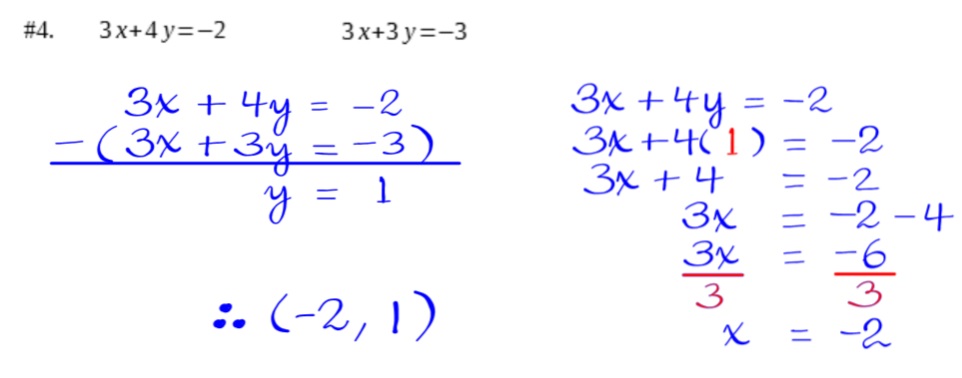 #4. 3x+4y=−2 3x+3y=−3
3x + 4y = -2
-(3x + 3y = -3)
y = 1
∴ (-2, 1)
3x + 4y = -2
3x + 4(1) = -2
3x + 4 = -2
3x = -2 - 4
3x = -6
3 3
x = -2